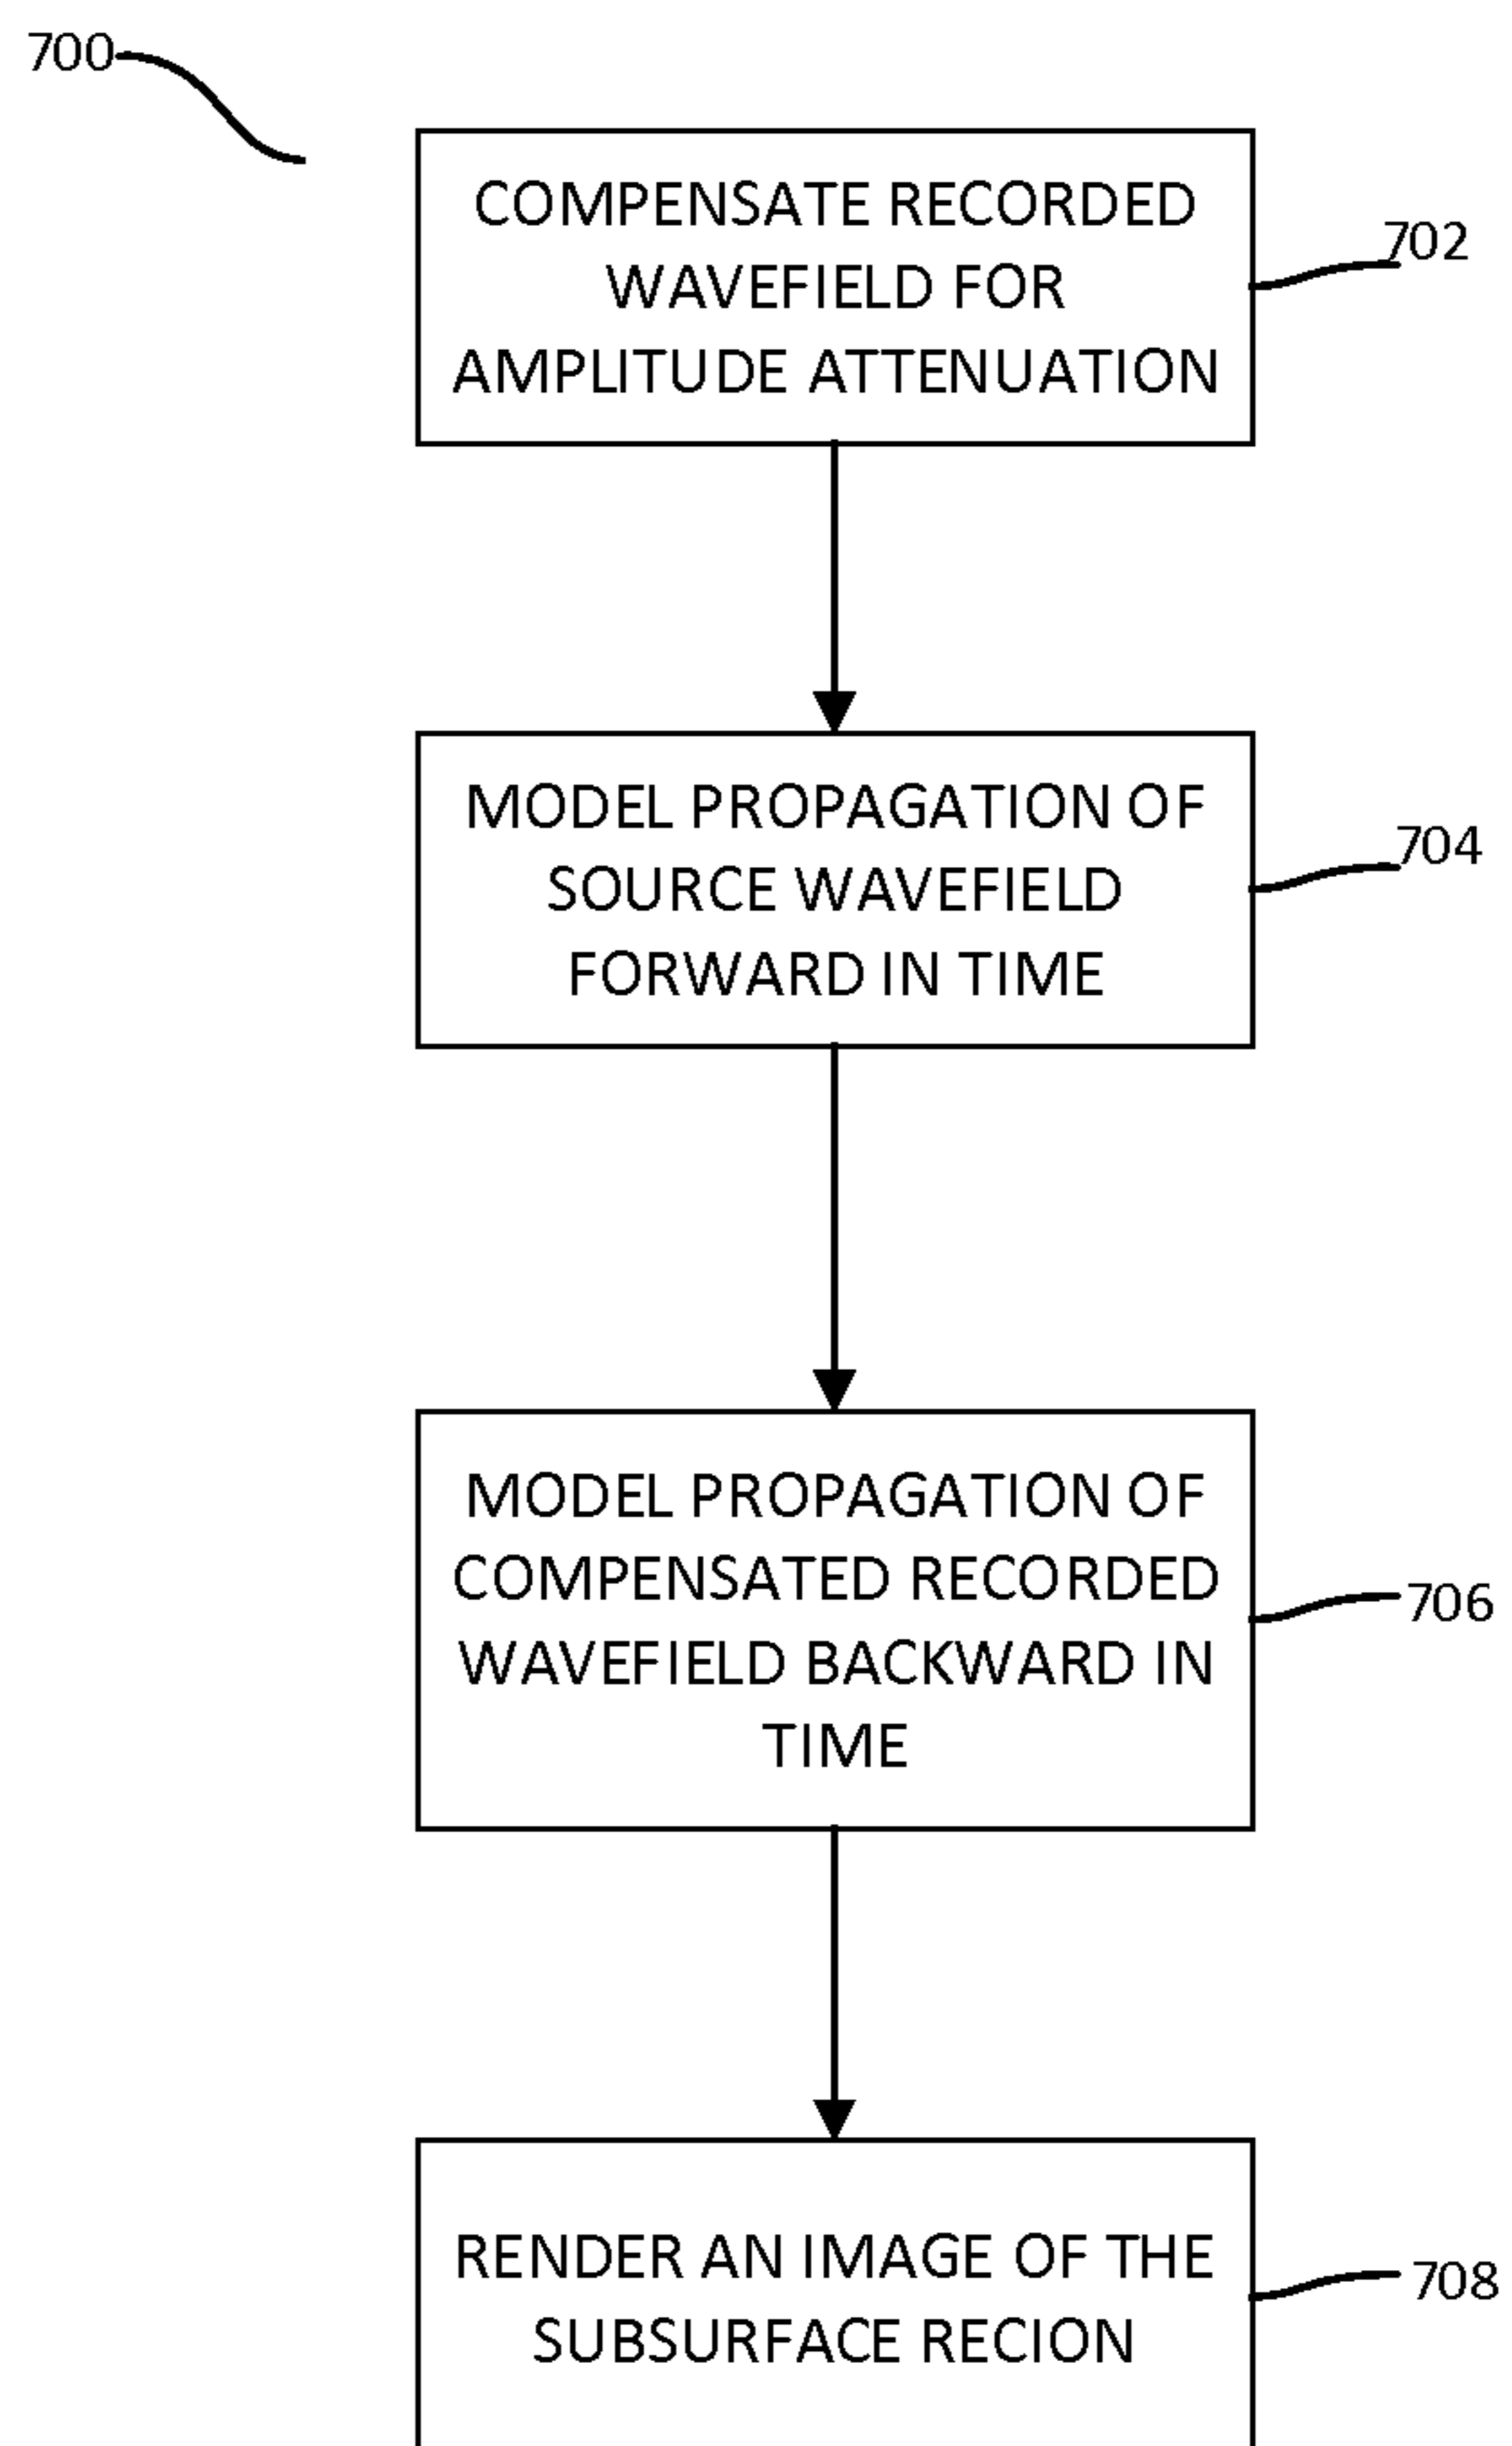 700
COMPENSATE RECORDED
WAVEFIELD FOR
AMPLITUDE ATTENUATION
702
MODEL PROPAGATION OF
SOURCE WAVEFIELD
FORWARD IN TIME
704
MODEL PROPAGATION OF
COMPENSATED RECORDED
WAVEFIELD BACKWARD IN
TIME
706
RENDER AN IMAGE OF THE
SUBSURFACE RECION
708